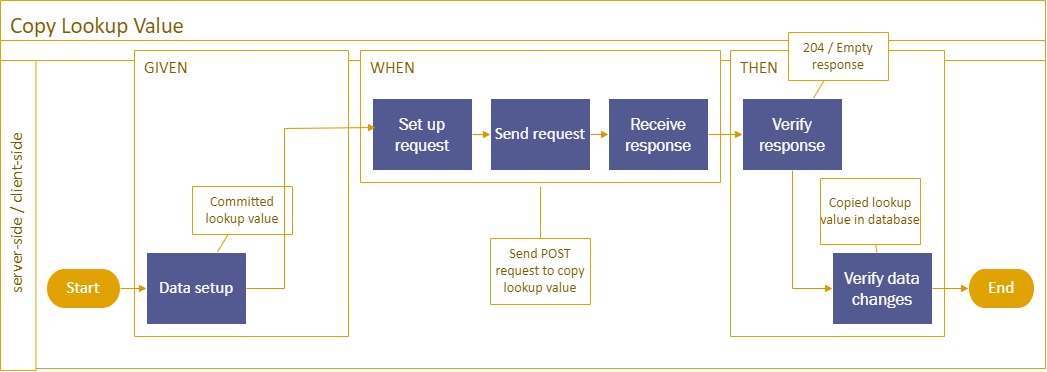 Copy Lookup Value
server-side / client-side
GIVEN
WHEN
THEN
204 / Empty
response
Set up
request
Send request
Receive
response
Verify
response
Committed
lookup value
Copied lookup
value in database
Send POST
request to copy
lookup value
Start
Data setup
Verify data
changes
End